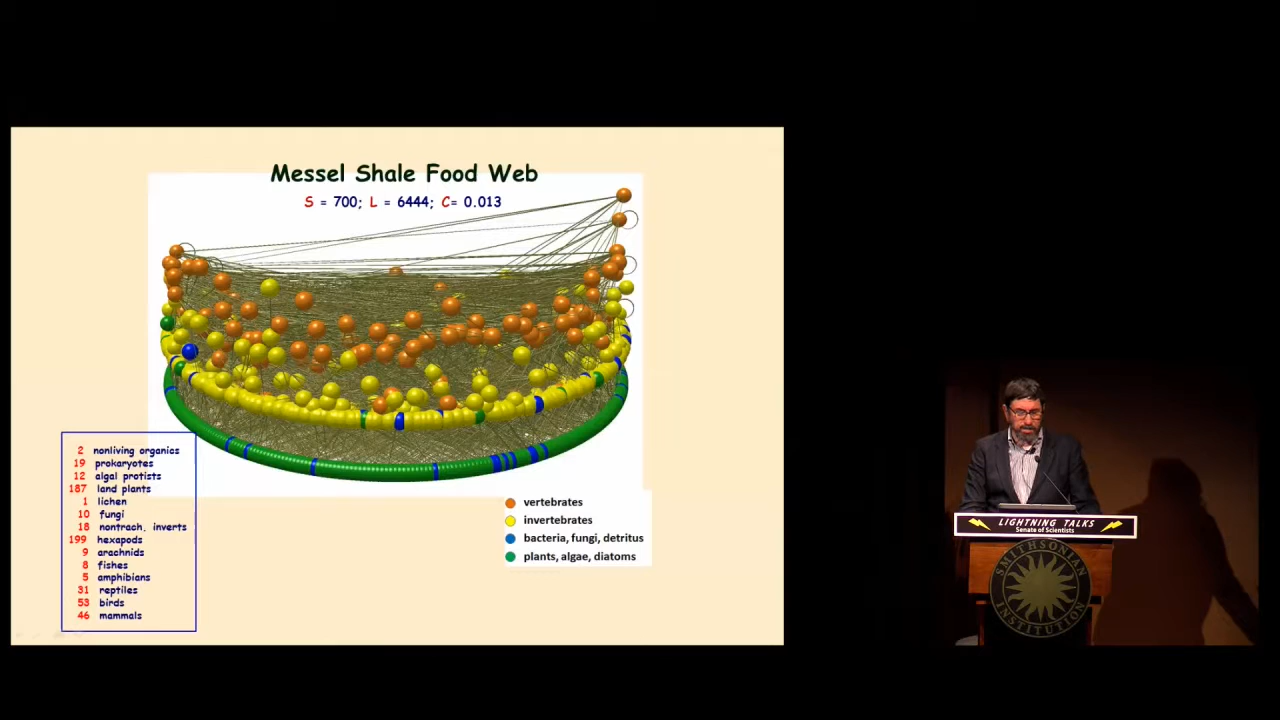 Messel Shale Food Web
S = 700; L = 6444; C= 0.013
2 nonliving organics
19 prokaryotes
12 algal protists
187 land plants
1 lichen
10 fungi
18 nontrach. inverts
199 hexapods
9 arachnids
8 fishes
5 amphibians
31 reptiles
53 birds
46 mammals
vertebrates
invertebrates
bacteria, fungi, detritus
plants, algae, diatoms
LIGHTNING TALKS
Senate of Scientists
SMITHSONIAN
INSTITUTION